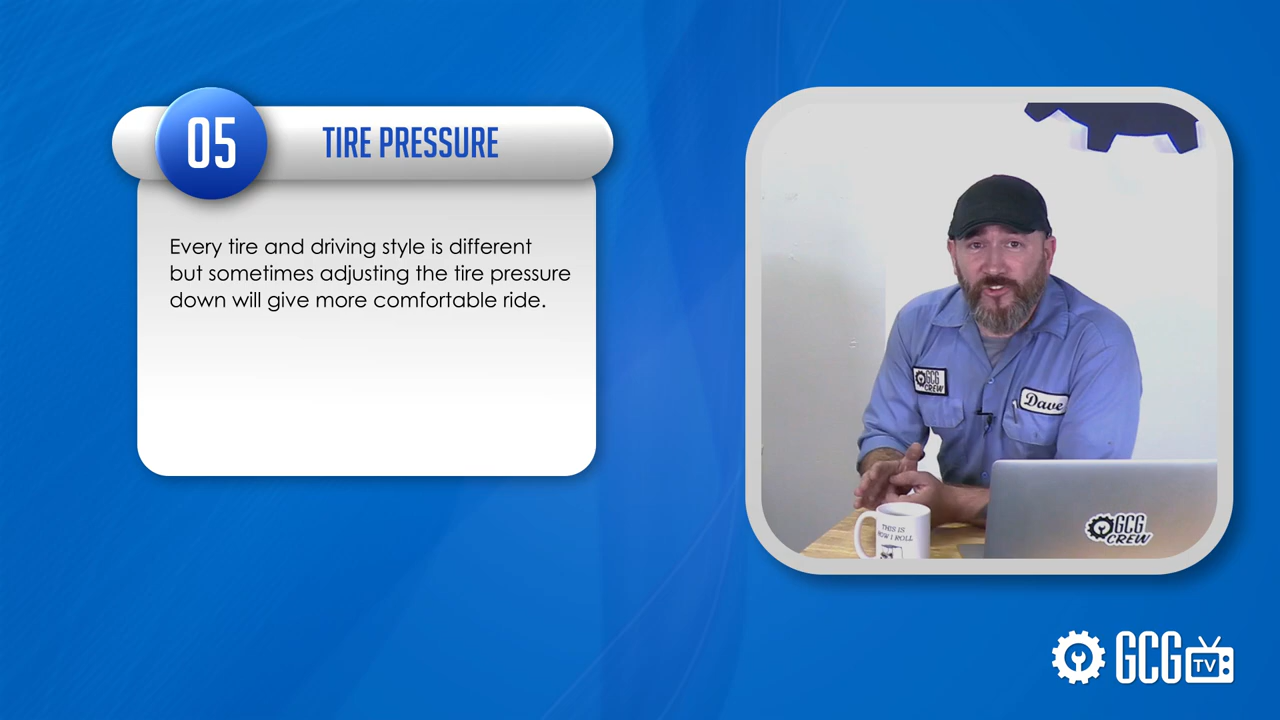 05
TIRE PRESSURE
Every tire and driving style is different
but sometimes adjusting the tire pressure
down will give more comfortable ride.
GCG
CREW
Dave
THIS IS
HOW I ROLL
GCG
CREW
GCG TV